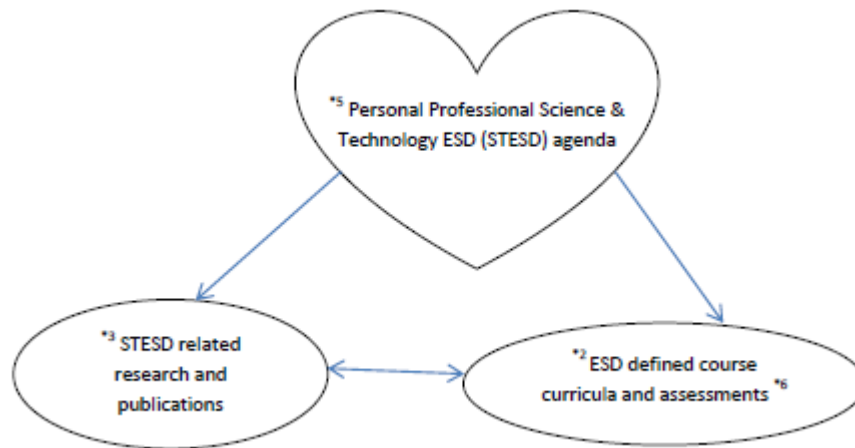 *5 Personal Professional Science &
Technology ESD (STESD) agenda
*3 STESD related
research and
publications
*2 ESD defined course
curricula and assessments *6